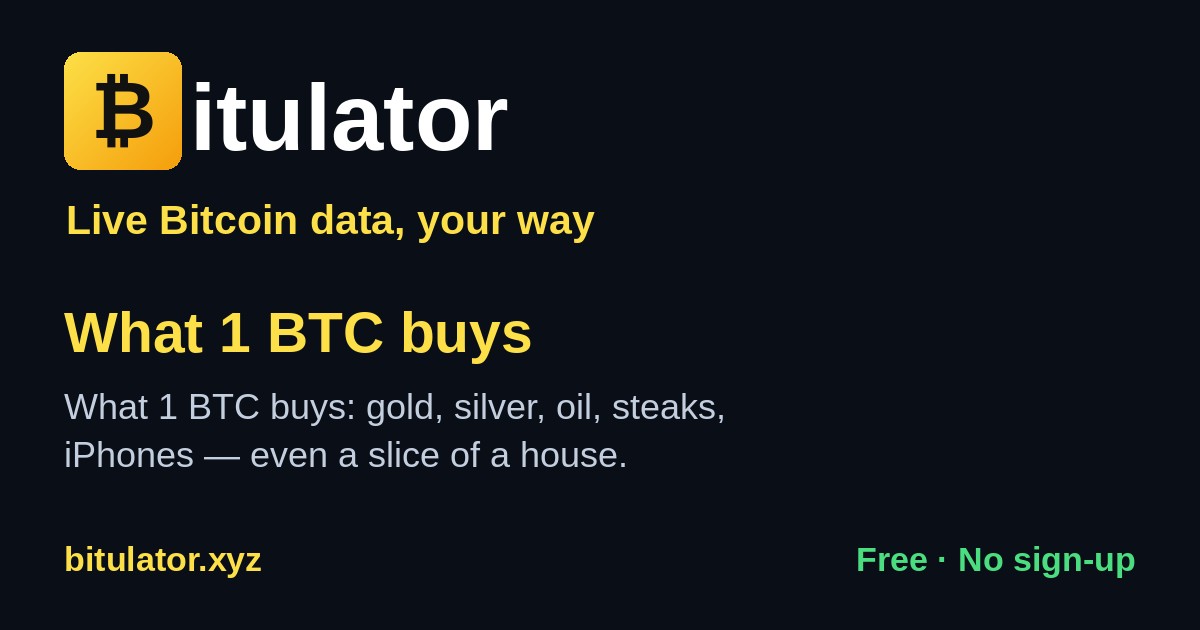 ₿itulator
Live Bitcoin data, your way
What 1 BTC buys
What 1 BTC buys: gold, silver, oil, steaks,
iPhones — even a slice of a house.
bitulator.xyz
Free · No sign-up